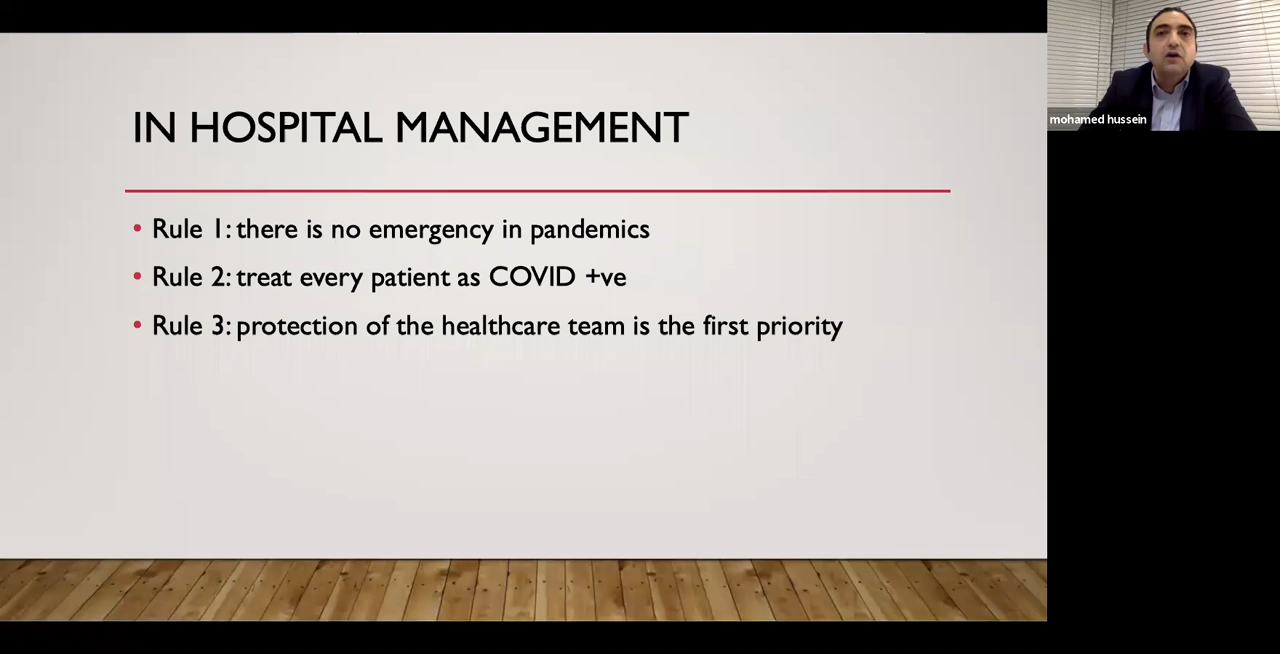 IN HOSPITAL MANAGEMENT
• Rule 1: there is no emergency in pandemics
• Rule 2: treat every patient as COVID +ve
• Rule 3: protection of the healthcare team is the first priority
mohamed hussein